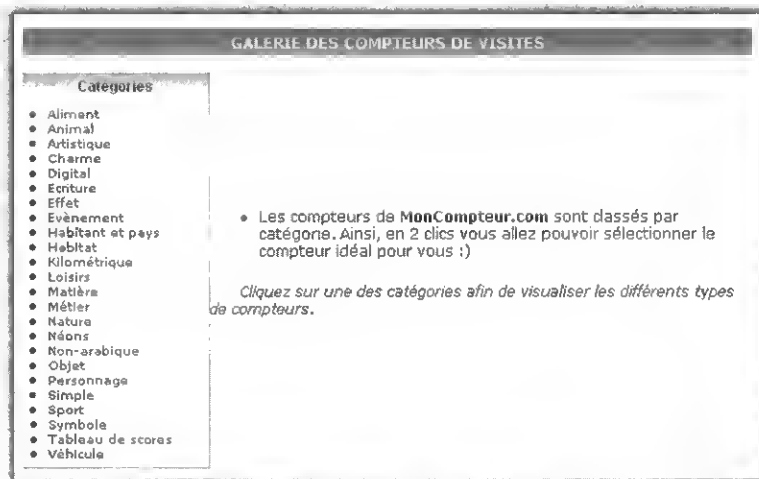 GALERIE DES COMPTEURS DE VISITES
Catégories
Aliment
Animal
Artistique
Charme
Digital
Ecriture
Effet
Evènement
Habitant et pays
Habitat
Kilométrique
Loisirs
Matière
Métier
Nature
Néons
Non-arabique
Objet
Personnage
Simple
Sport
Symbole
Tableau de scores
Véhicule
Les compteurs de MonCompteur.com sont classés par
catégorie. Ainsi, en 2 clics vous allez pouvoir sélectionner le
compteur idéal pour vous :)
Cliquez sur une des catégories afin de visualiser les différents types
de compteurs.